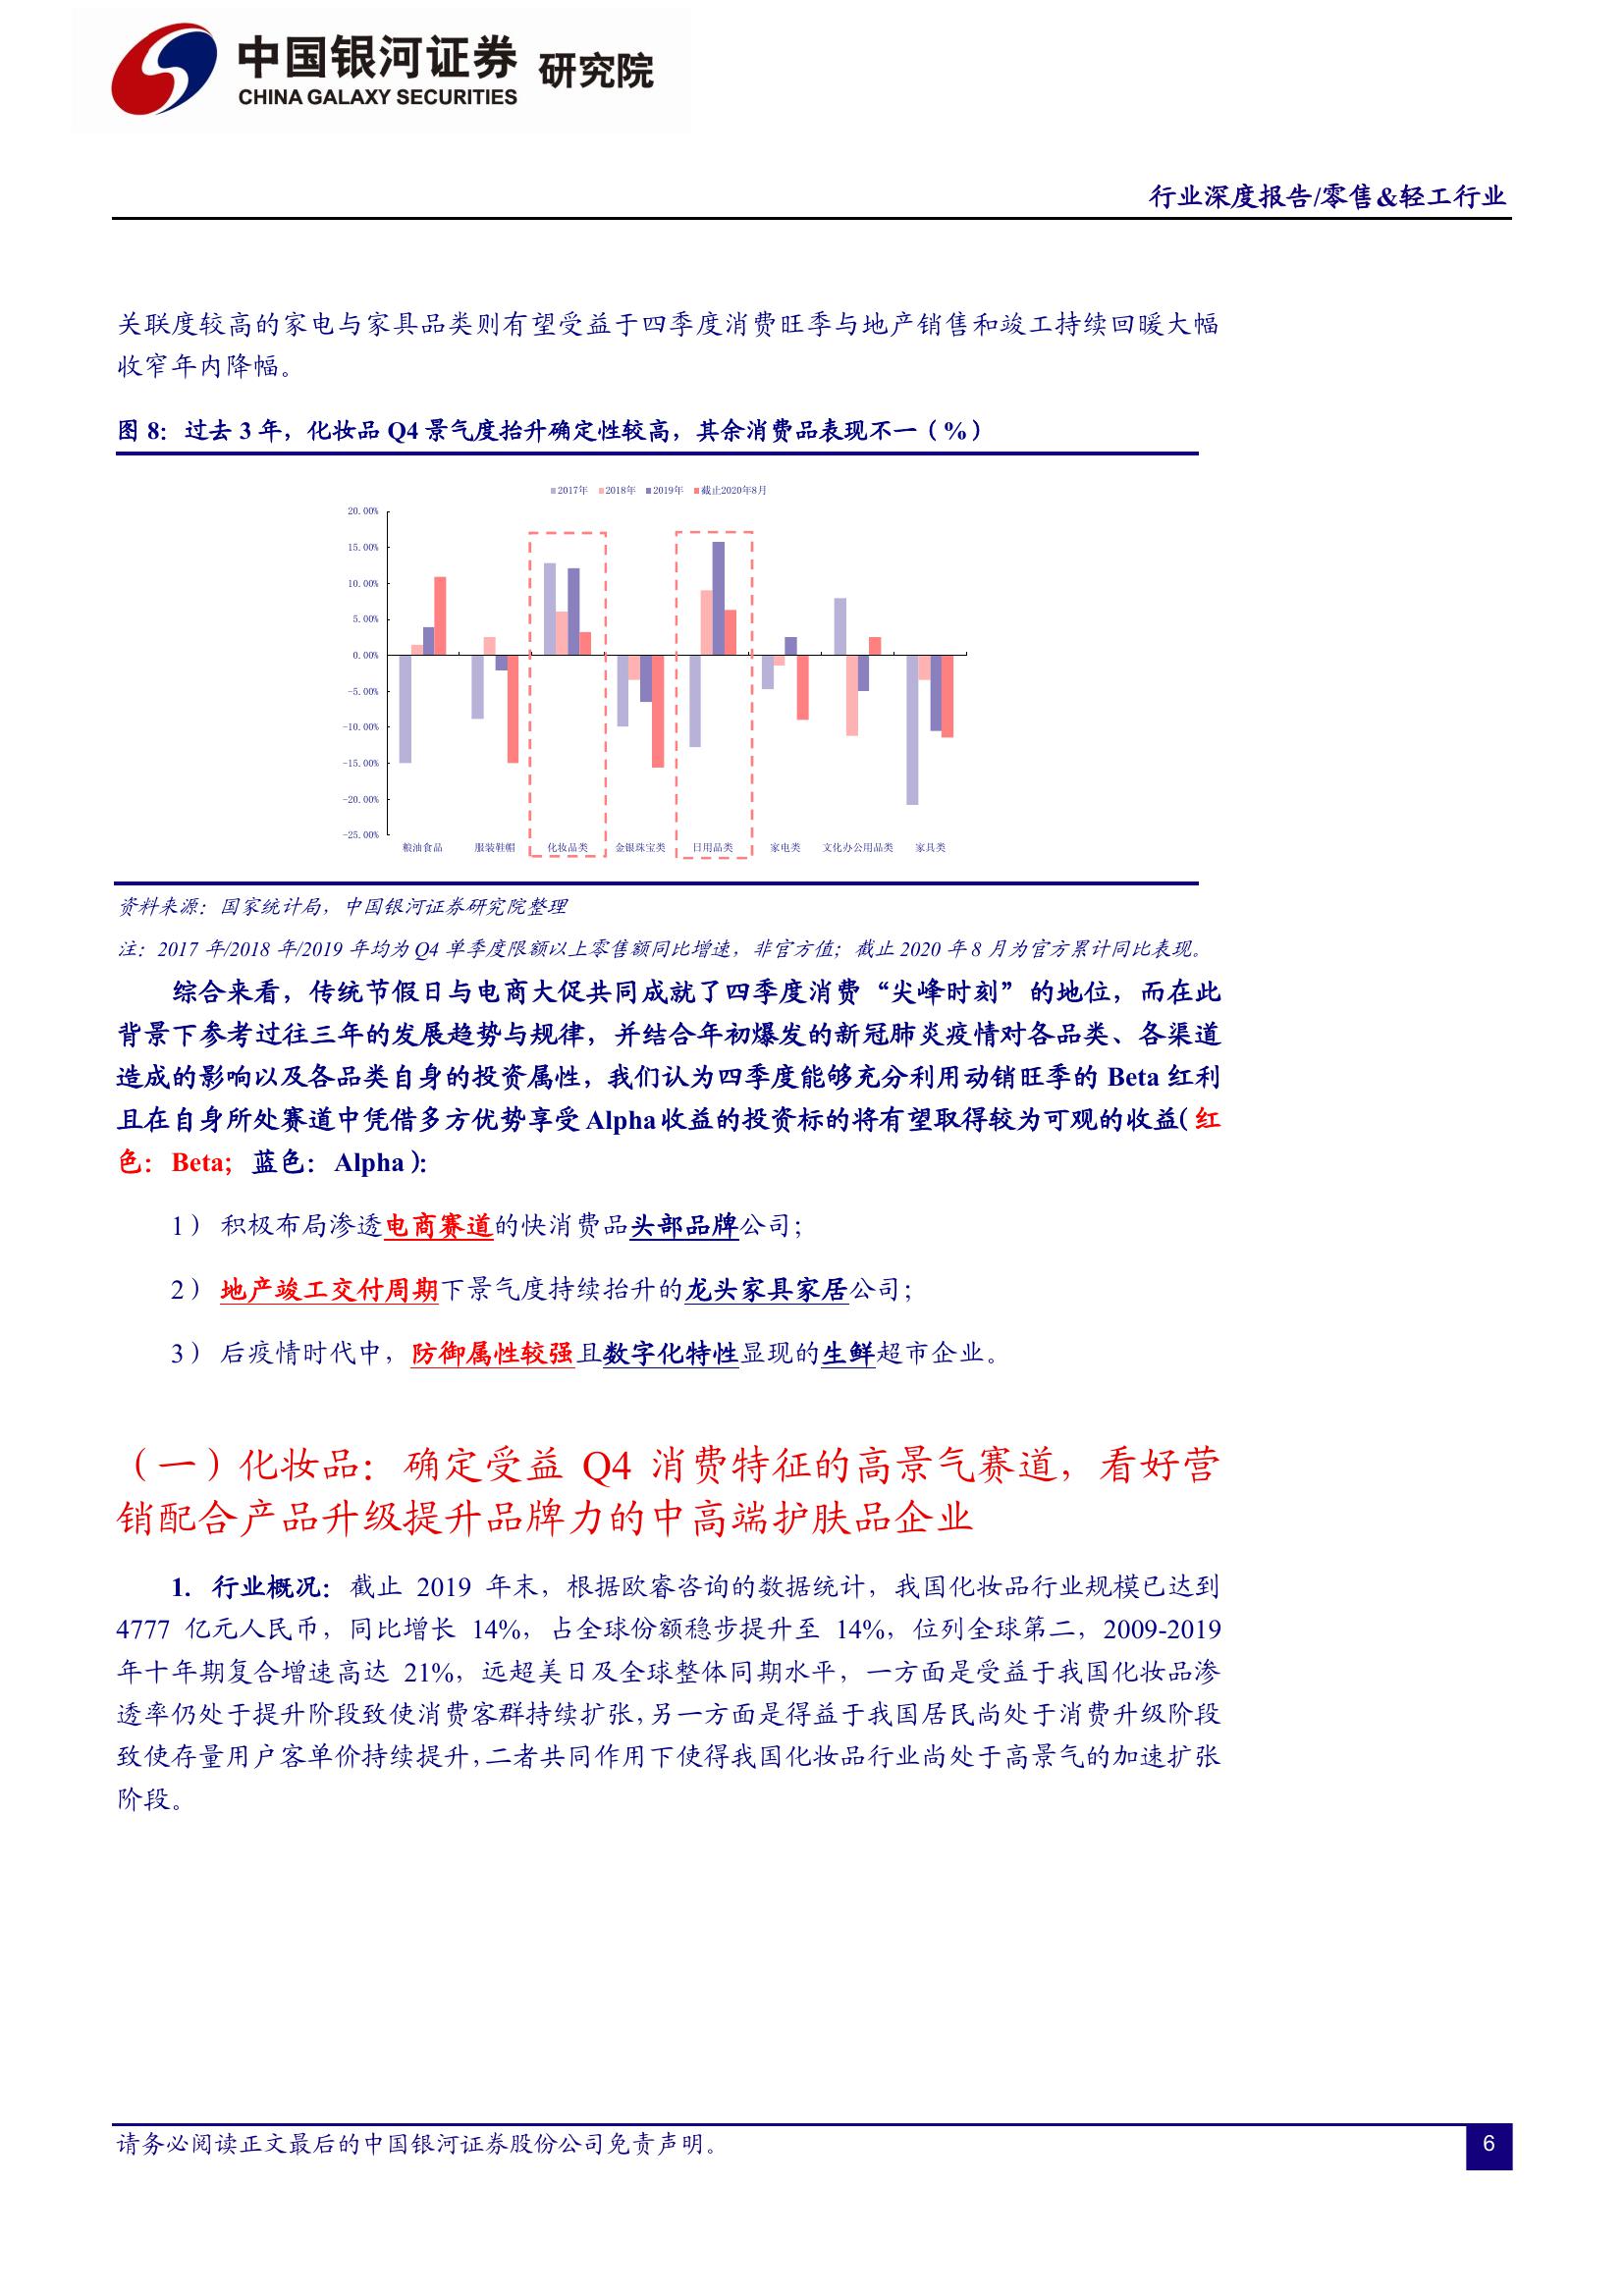 中国银河证券 研究院
CHINA GALAXY SECURITIES
行业深度报告/零售&轻工行业
关联度较高的家电与家具品类则有望受益于四季度消费旺季与地产销售和竣工持续回暖大幅
收窄年内降幅。
图 8：过去 3 年，化妆品 Q4 景气度抬升确定性较高，其余消费品表现不一（%）
2017年 2018年 2019年 截止2020年8月
20.00%
15.00%
10.00%
5.00%
0.00%
-5.00%
-10.00%
-15.00%
-20.00%
-25.00%
粮油食品 服装鞋帽 化妆品类 金银珠宝类 日用品类 家电类 文化办公用品类 家具类
资料来源：国家统计局，中国银河证券研究院整理
注：2017 年/2018 年/2019 年均为 Q4 单季度限额以上零售额同比增速，非官方值；截止 2020 年 8 月为官方累计同比表现。
综合来看，传统节假日与电商大促共同成就了四季度消费“尖峰时刻”的地位，而在此
背景下参考过往三年的发展趋势与规律，并结合年初爆发的新冠肺炎疫情对各品类、各渠道
造成的影响以及各品类自身的投资属性，我们认为四季度能够充分利用动销旺季的 Beta 红利
且在自身所处赛道中凭借多方优势享受 Alpha 收益的投资标的将有望取得较为可观的收益（红
色：Beta；蓝色：Alpha）：
1） 积极布局渗透电商赛道的快消费品头部品牌公司；
2） 地产竣工交付周期下景气度持续抬升的龙头家具家居公司；
3） 后疫情时代中，防御属性较强且数字化特性显现的生鲜超市企业。
（一）化妆品：确定受益 Q4 消费特征的高景气赛道，看好营
销配合产品升级提升品牌力的中高端护肤品企业
1. 行业概况：截止 2019 年末，根据欧睿咨询的数据统计，我国化妆品行业规模已达到
4777 亿元人民币，同比增长 14%，占全球份额稳步提升至 14%，位列全球第二，2009-2019
年十年期复合增速高达 21%，远超美日及全球整体同期水平，一方面是受益于我国化妆品渗
透率仍处于提升阶段致使消费客群持续扩张，另一方面是得益于我国居民尚处于消费升级阶段
致使存量用户客单价持续提升，二者共同作用下使得我国化妆品行业尚处于高景气的加速扩张
阶段。
请务必阅读正文最后的中国银河证券股份公司免责声明。
6